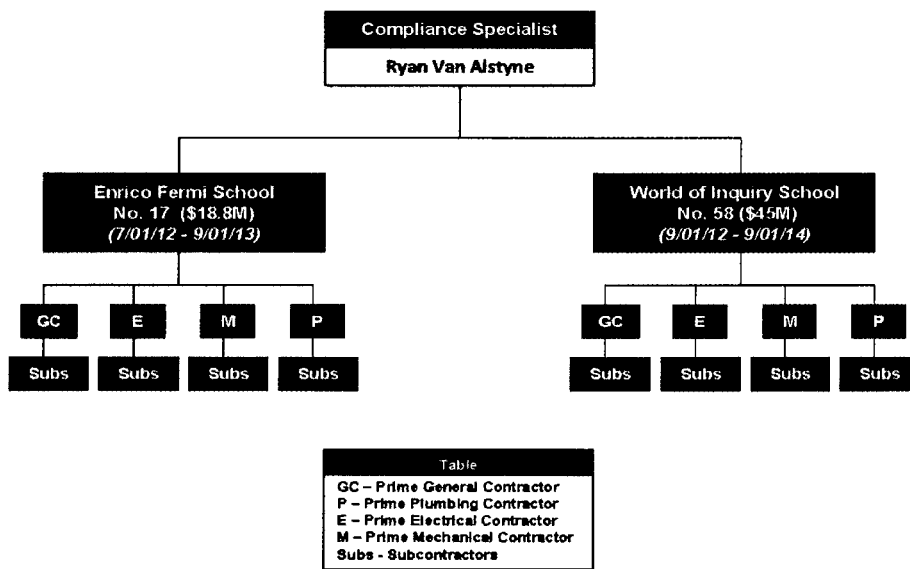 Compliance Specialist
Ryan Van Alstyne
Enrico Fermi School
No. 17 ($18.8M)
(7/01/12 - 9/01/13)
World of Inquiry School
No. 58 ($45M)
(9/01/12 - 9/01/14)
GC E M P
Subs Subs Subs Subs
GC E M P
Subs Subs Subs Subs
Table
GC – Prime General Contractor
P – Prime Plumbing Contractor
E – Prime Electrical Contractor
M – Prime Mechanical Contractor
Subs - Subcontractors